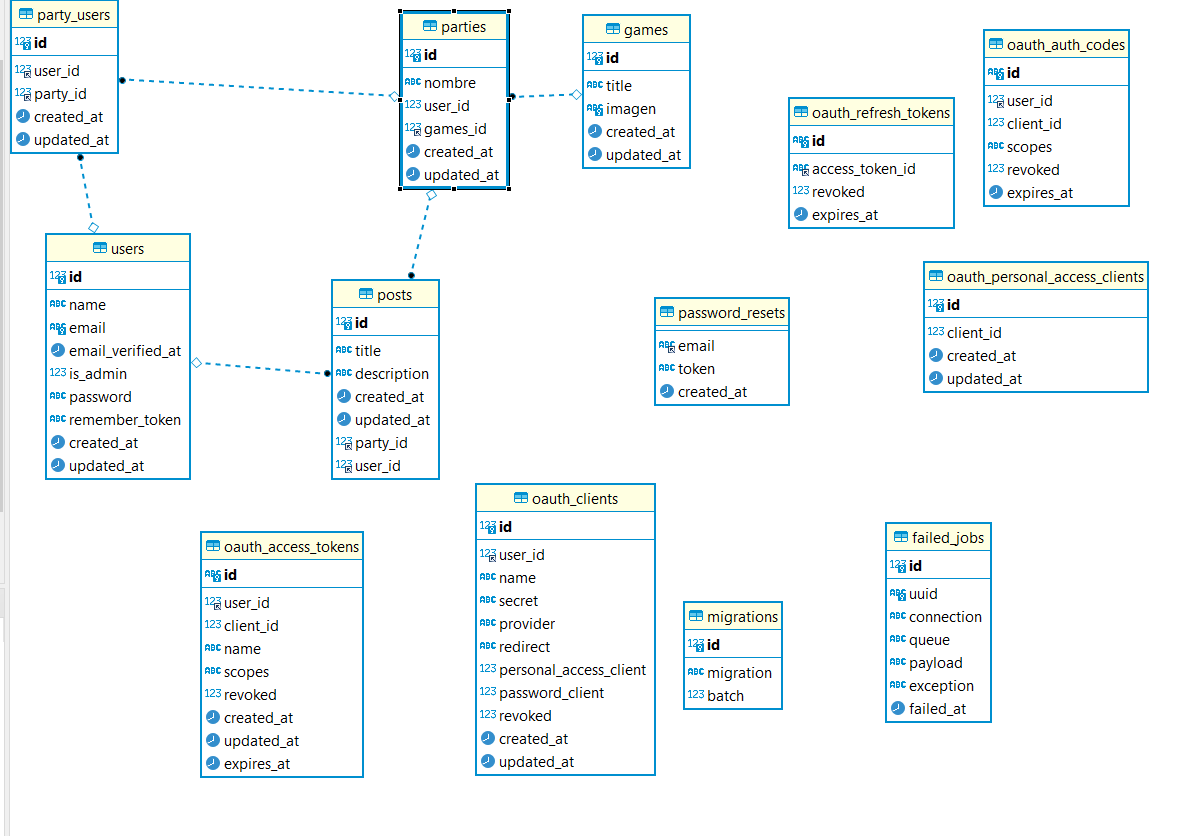 party_users
id
user_id
party_id
created_at
updated_at
parties
id
nombre
user_id
games_id
created_at
updated_at
games
id
title
imagen
created_at
updated_at
oauth_refresh_tokens
id
access_token_id
revoked
expires_at
oauth_auth_codes
id
user_id
client_id
scopes
revoked
expires_at
users
id
name
email
email_verified_at
is_admin
password
remember_token
created_at
updated_at
posts
id
title
description
created_at
updated_at
party_id
user_id
password_resets
email
token
created_at
oauth_personal_access_clients
id
client_id
created_at
updated_at
oauth_access_tokens
id
user_id
client_id
name
scopes
revoked
created_at
updated_at
expires_at
oauth_clients
id
user_id
name
secret
provider
redirect
personal_access_client
password_client
revoked
created_at
updated_at
migrations
id
migration
batch
failed_jobs
id
uuid
connection
queue
payload
exception
failed_at